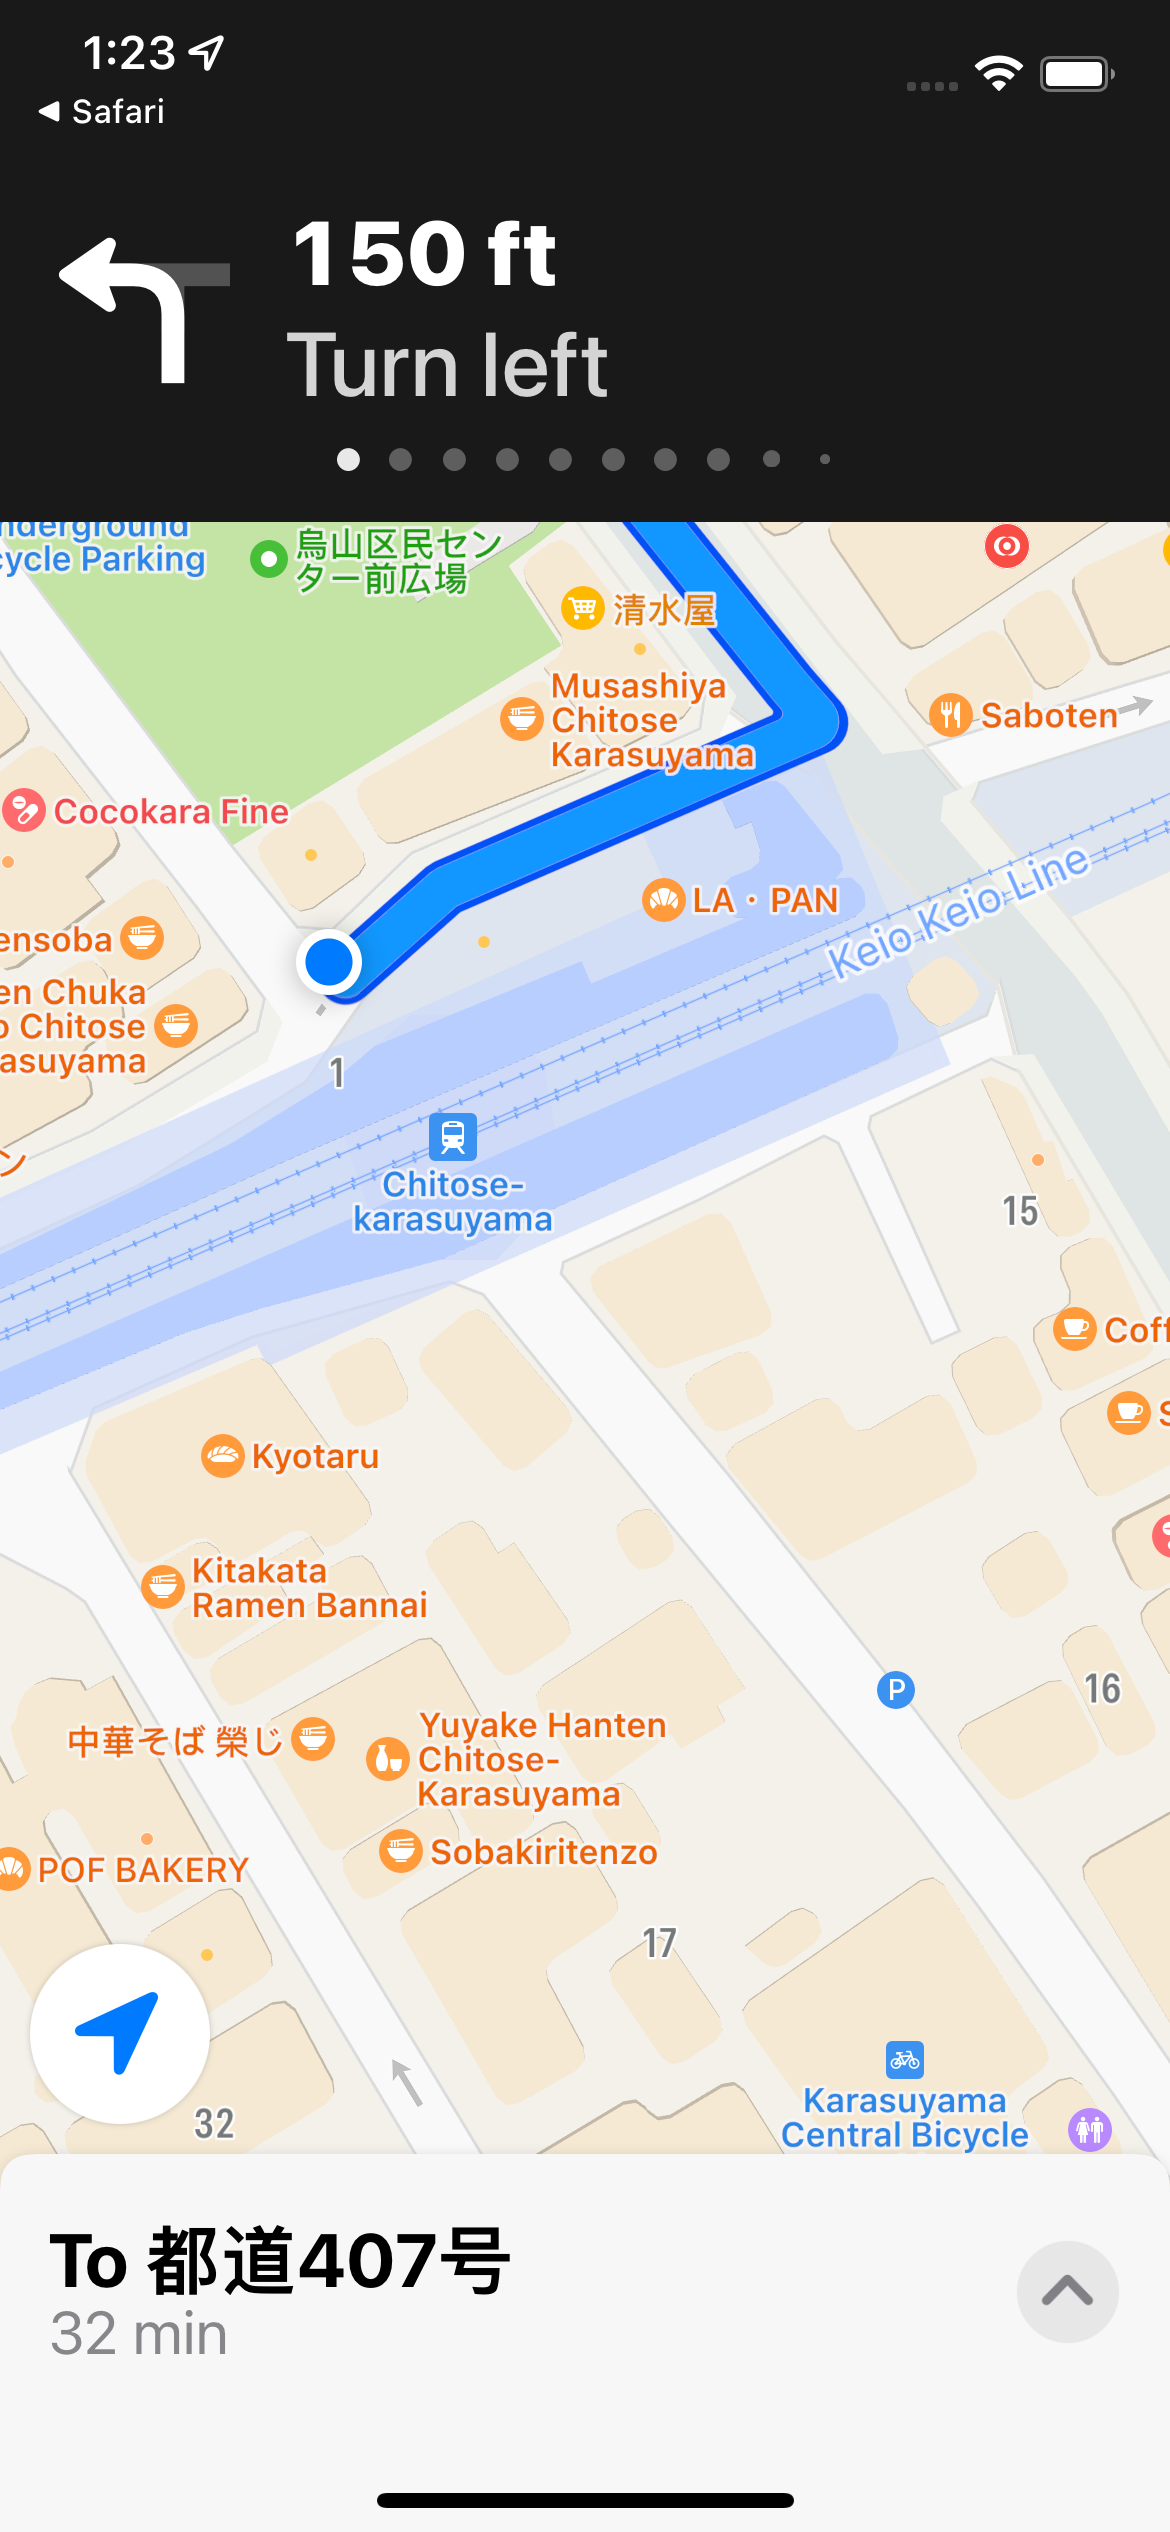 1:23
Safari
150 ft
Turn left
Cycle Parking
烏山区民セン
ター前広場
清水屋
Musashiya
Chitose
Karasuyama
Saboten
Cocokara Fine
LA・PAN
Keio Keio Line
ensoba
en Chuka
o Chitose
asuyama
1
ン
Chitose-
karasuyama
15
Coff
S
Kyotaru
Kitakata
Ramen Bannai
P
16
中華そば 榮じ
Yuyake Hanten
Chitose-
Karasuyama
Sobakiritenzo
POF BAKERY
17
32
Karasuyama
Central Bicycle
To 都道407号
32 min